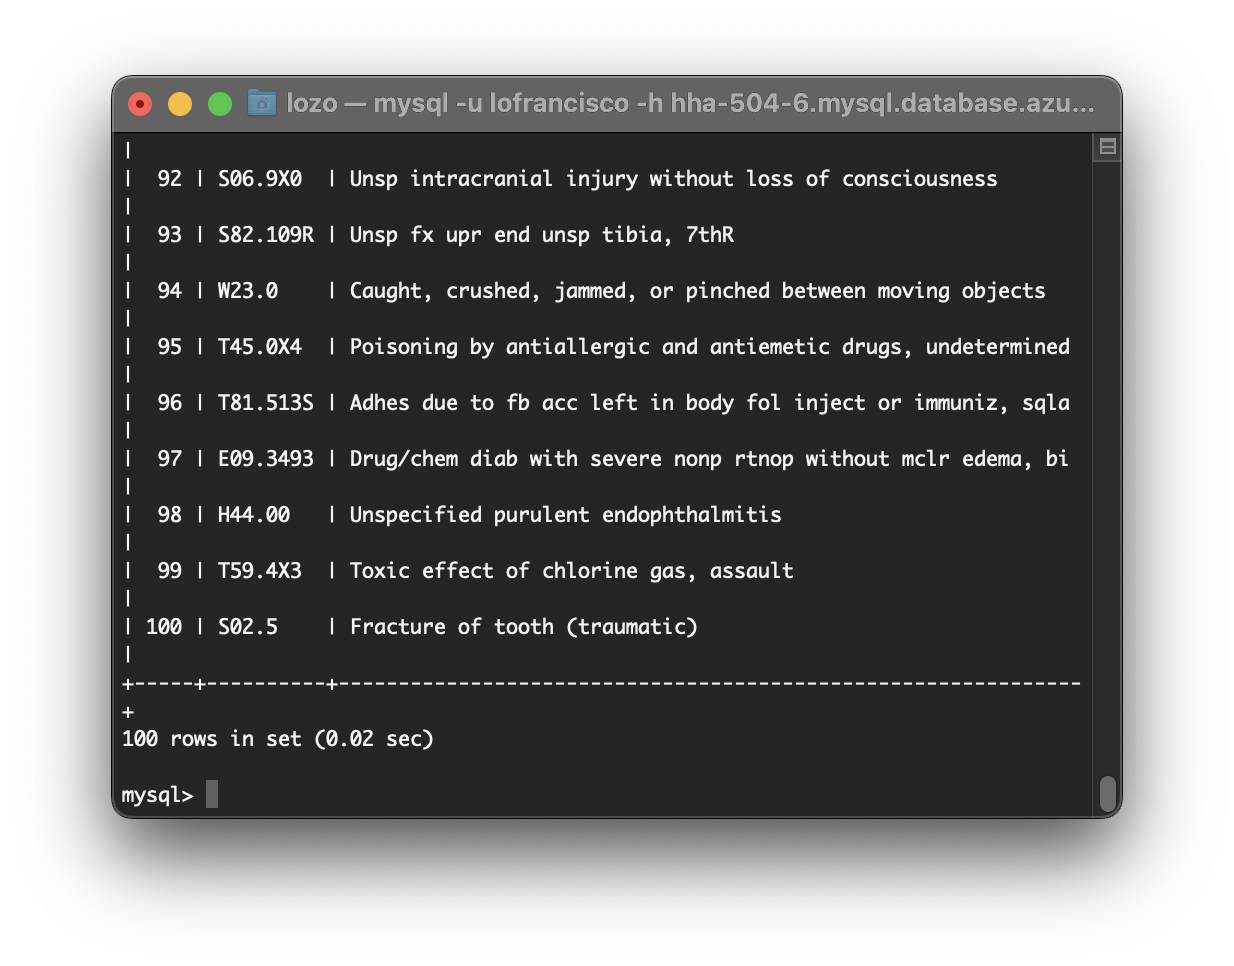 lozo — mysql -u lofrancisco -h hha-504-6.mysql.database.azu...
|
|  92 | S06.9X0  | Unsp intracranial injury without loss of consciousness
|
|  93 | S82.109R | Unsp fx upr end unsp tibia, 7thR
|
|  94 | W23.0    | Caught, crushed, jammed, or pinched between moving objects
|
|  95 | T45.0X4  | Poisoning by antiallergic and antiemetic drugs, undetermined
|
|  96 | T81.513S | Adhes due to fb acc left in body fol inject or immuniz, sqla
|
|  97 | E09.3493 | Drug/chem diab with severe nonp rtnop without mclr edema, bi
|
|  98 | H44.00   | Unspecified purulent endophthalmitis
|
|  99 | T59.4X3  | Toxic effect of chlorine gas, assault
|
| 100 | S02.5    | Fracture of tooth (traumatic)
|
+-----+----------+--------------------------------------------------------------
+
100 rows in set (0.02 sec)
mysql>